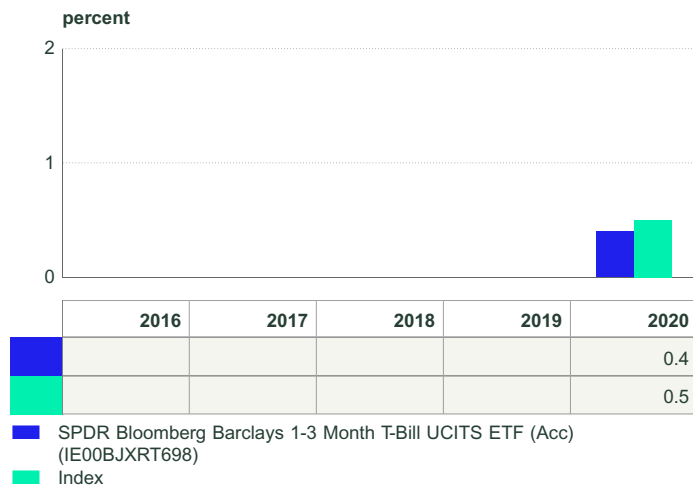 percent
2
1
0
2016 2017 2018 2019 2020
0.4
0.5
SPDR Bloomberg Barclays 1-3 Month T-Bill UCITS ETF (Acc)
(IE00BJXRT698)
Index